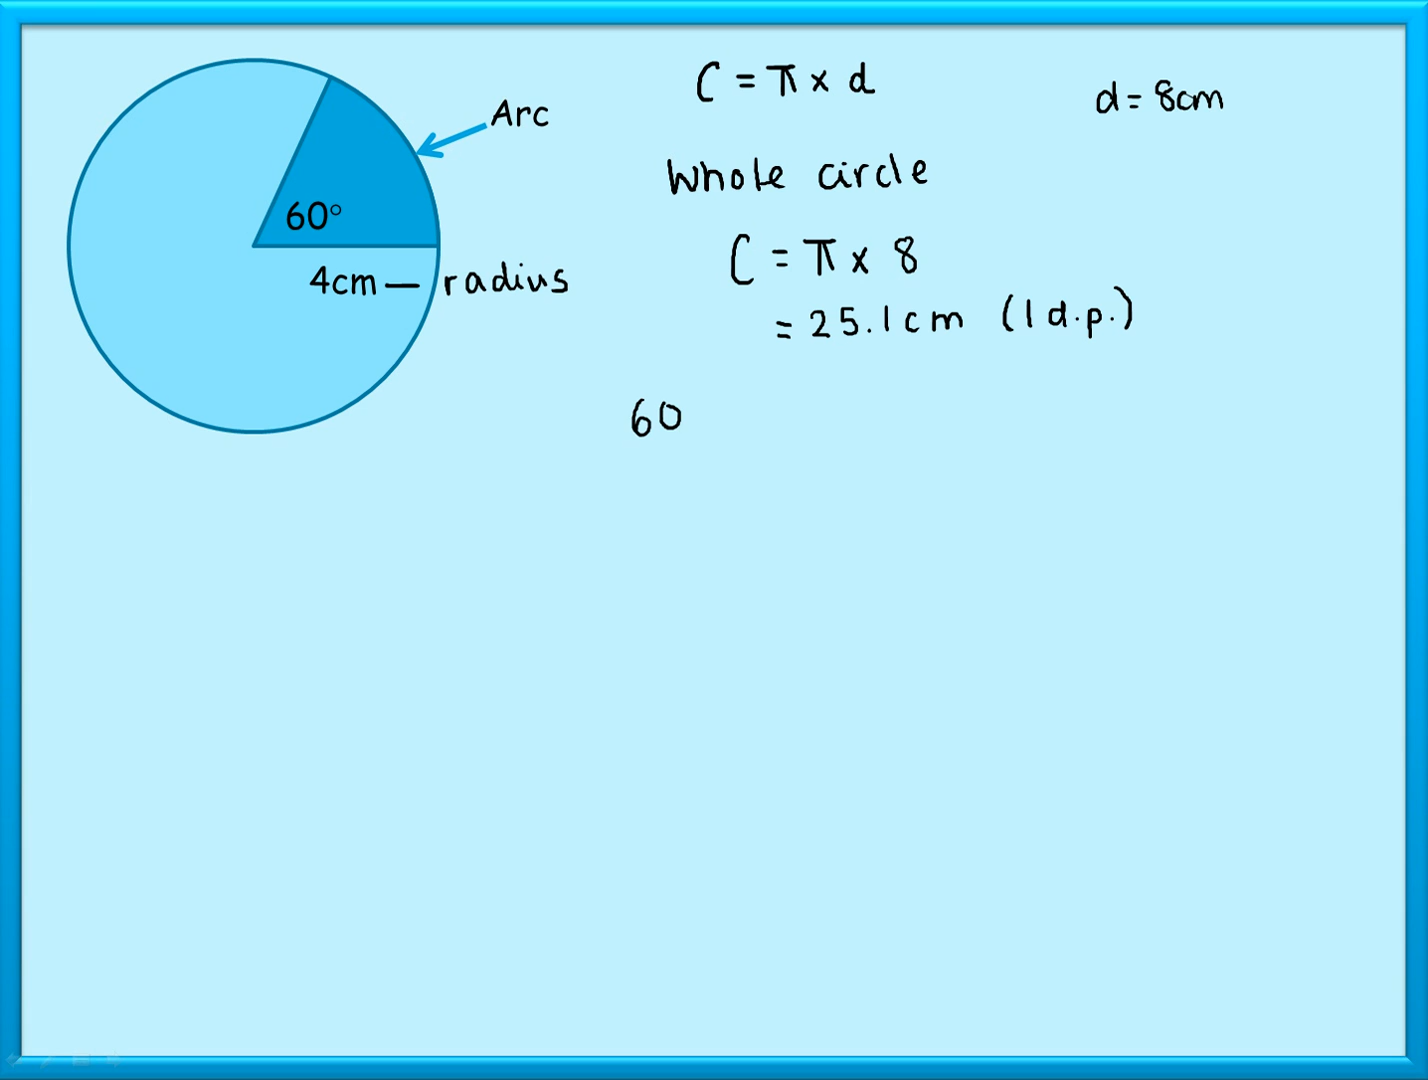 C = π × d
d = 8cm
Arc
Whole circle
60°
C = π × 8
4cm — radius
= 25.1cm (1 d.p.)
60